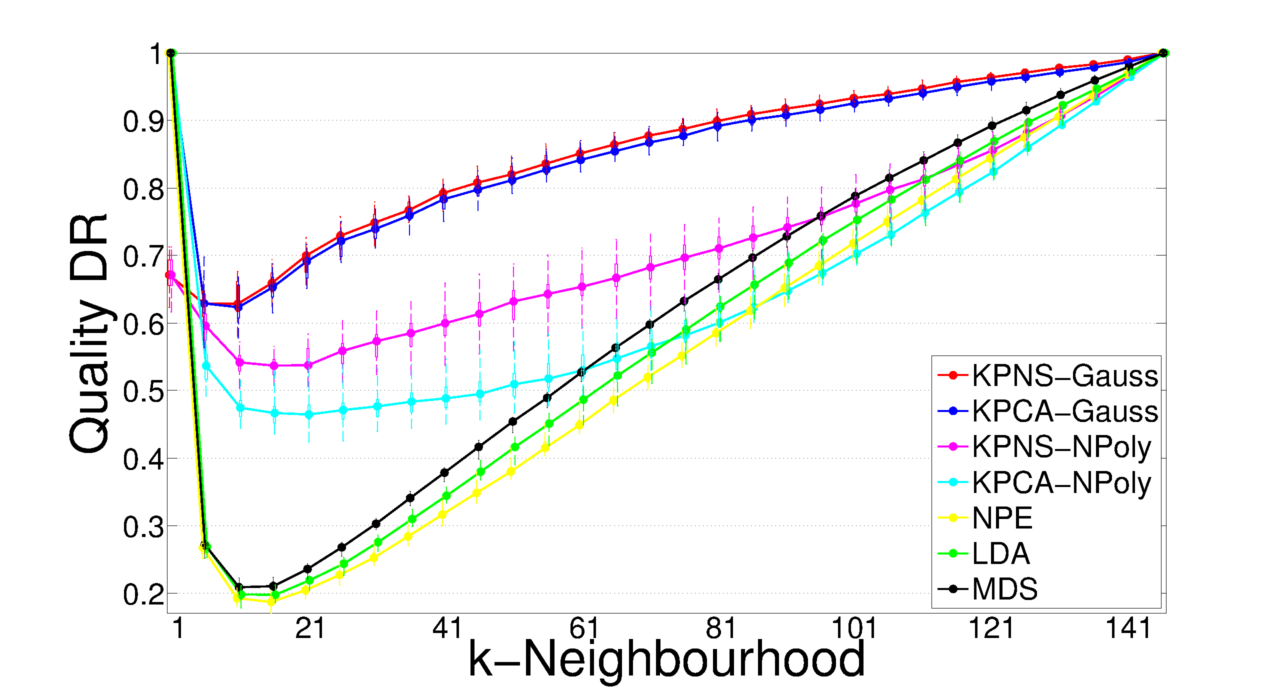 Quality DR
1
0.9
0.8
0.7
0.6
0.5
0.4
0.3
0.2
1 21 41 61 81 101 121 141
k−Neighbourhood
KPNS−Gauss
KPCA−Gauss
KPNS−NPoly
KPCA−NPoly
NPE
LDA
MDS